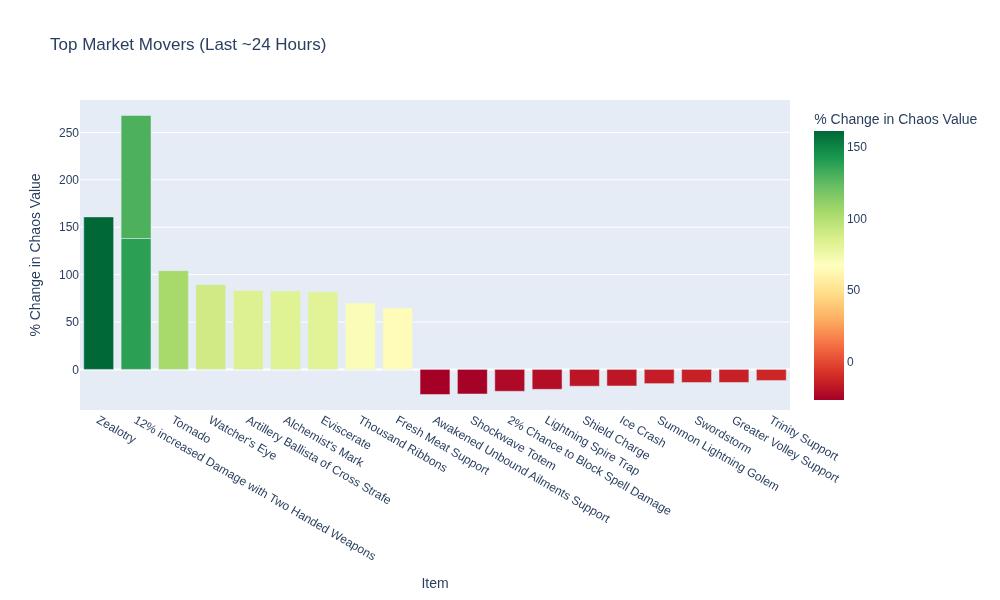 Top Market Movers (Last ~24 Hours)
% Change in Chaos Value
250
200
150
100
50
0
% Change in Chaos Value
150
100
50
0
Zealotry
12% increased Damage with Two Handed Weapons
Tornado
Watcher's Eye
Artillery Ballista of Cross Strafe
Alchemist's Mark
Eviscerate
Thousand Ribbons
Fresh Meat Support
Awakened Unbound Ailments Support
Shockwave Totem
2% Chance to Block Spell Damage
Lightning Spire Trap
Shield Charge
Ice Crash
Summon Lightning Golem
Swordstorm
Greater Volley Support
Trinity Support
Item